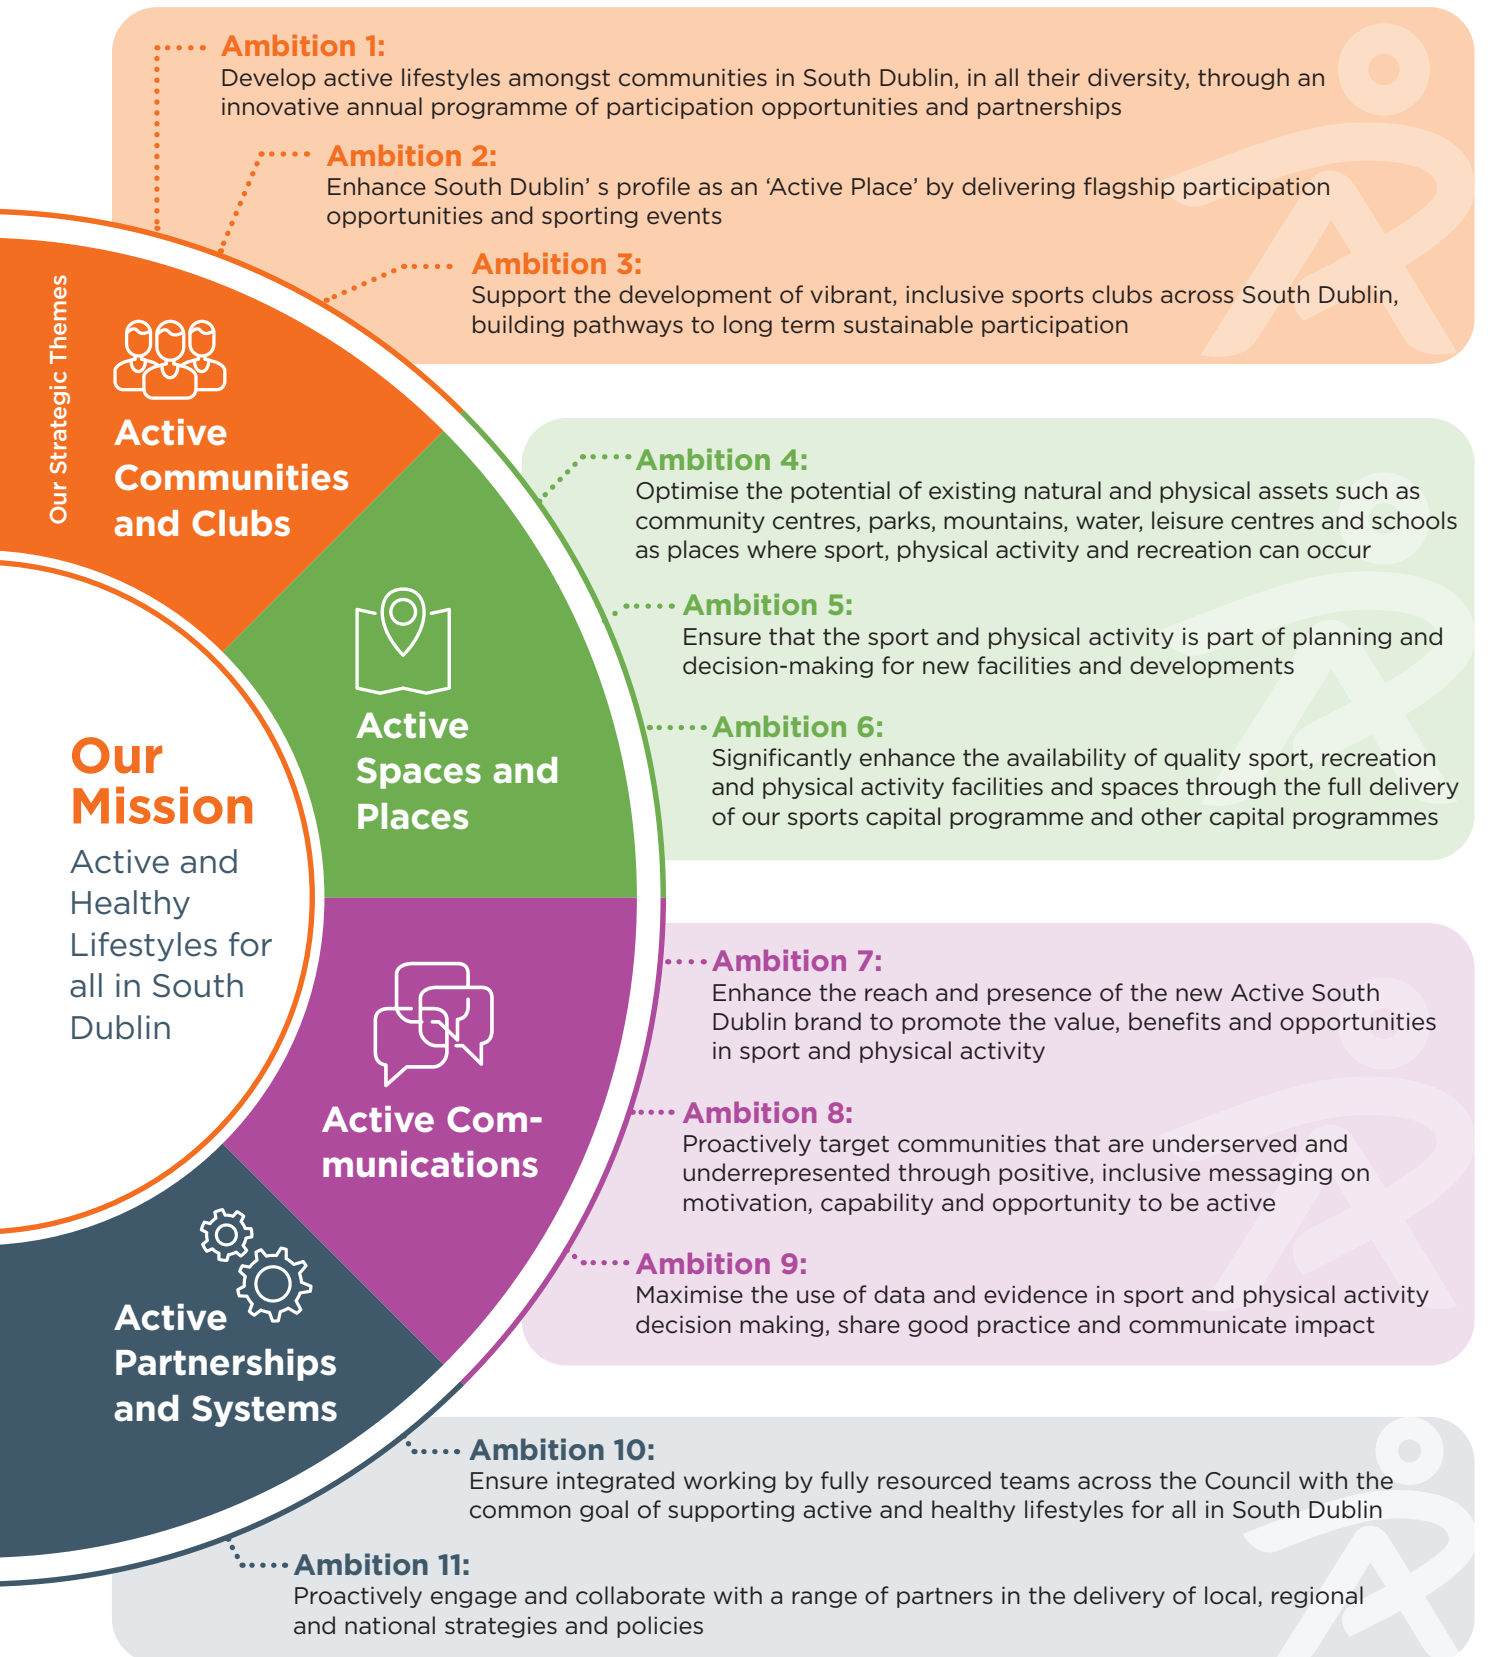 Ambition 1:
Develop active lifestyles amongst communities in South Dublin, in all their diversity, through an
innovative annual programme of participation opportunities and partnerships
Ambition 2:
Enhance South Dublin’ s profile as an ‘Active Place’ by delivering flagship participation
opportunities and sporting events
Ambition 3:
Support the development of vibrant, inclusive sports clubs across South Dublin,
building pathways to long term sustainable participation
Our Strategic Themes
Active
Communities
and Clubs
Ambition 4:
Optimise the potential of existing natural and physical assets such as
community centres, parks, mountains, water, leisure centres and schools
as places where sport, physical activity and recreation can occur
Ambition 5:
Ensure that the sport and physical activity is part of planning and
decision-making for new facilities and developments
Ambition 6:
Significantly enhance the availability of quality sport, recreation
and physical activity facilities and spaces through the full delivery
of our sports capital programme and other capital programmes
Active
Spaces and
Places
Our
Mission
Active and
Healthy
Lifestyles for
all in South
Dublin
Ambition 7:
Enhance the reach and presence of the new Active South
Dublin brand to promote the value, benefits and opportunities
in sport and physical activity
Ambition 8:
Proactively target communities that are underserved and
underrepresented through positive, inclusive messaging on
motivation, capability and opportunity to be active
Ambition 9:
Maximise the use of data and evidence in sport and physical activity
decision making, share good practice and communicate impact
Active Com-
munications
Active
Partnerships
and Systems
Ambition 10:
Ensure integrated working by fully resourced teams across the Council with the
common goal of supporting active and healthy lifestyles for all in South Dublin
Ambition 11:
Proactively engage and collaborate with a range of partners in the delivery of local, regional
and national strategies and policies